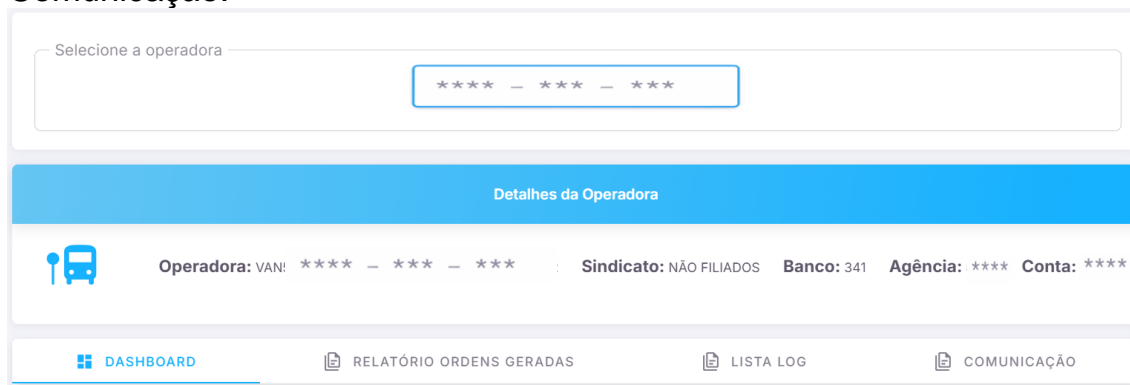 Comunicação.
Selecione a operadora
**** – *** – ***
Detalhes da Operadora
Operadora: VANS **** – *** – *** Sindicato: NÃO FILIADOS Banco: 341 Agência: **** Conta: ****
DASHBOARD RELATÓRIO ORDENS GERADAS LISTA LOG COMUNICAÇÃO